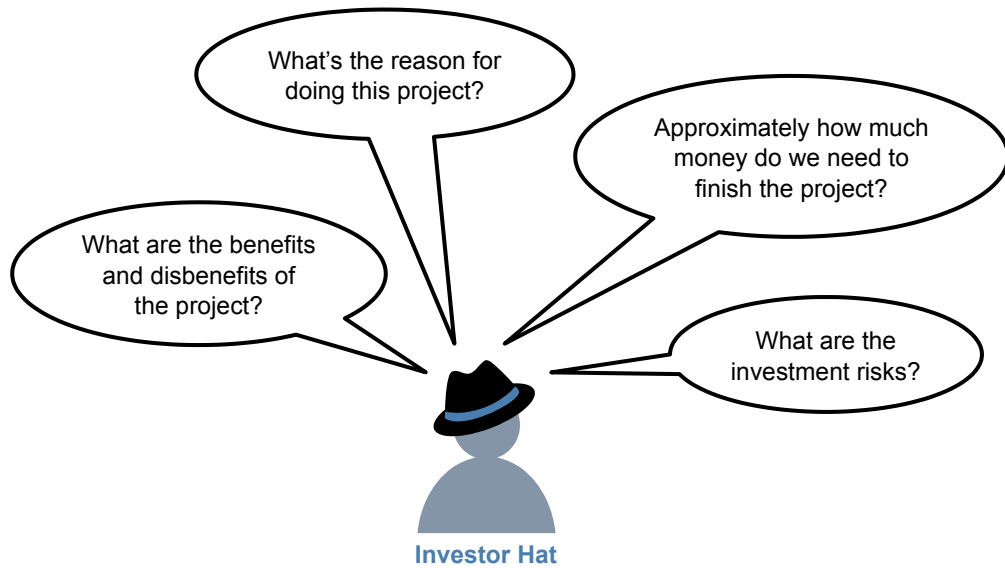 What’s the reason for
doing this project?
Approximately how much
money do we need to
finish the project?
What are the benefits
and disbenefits of
the project?
What are the
investment risks?
Investor Hat